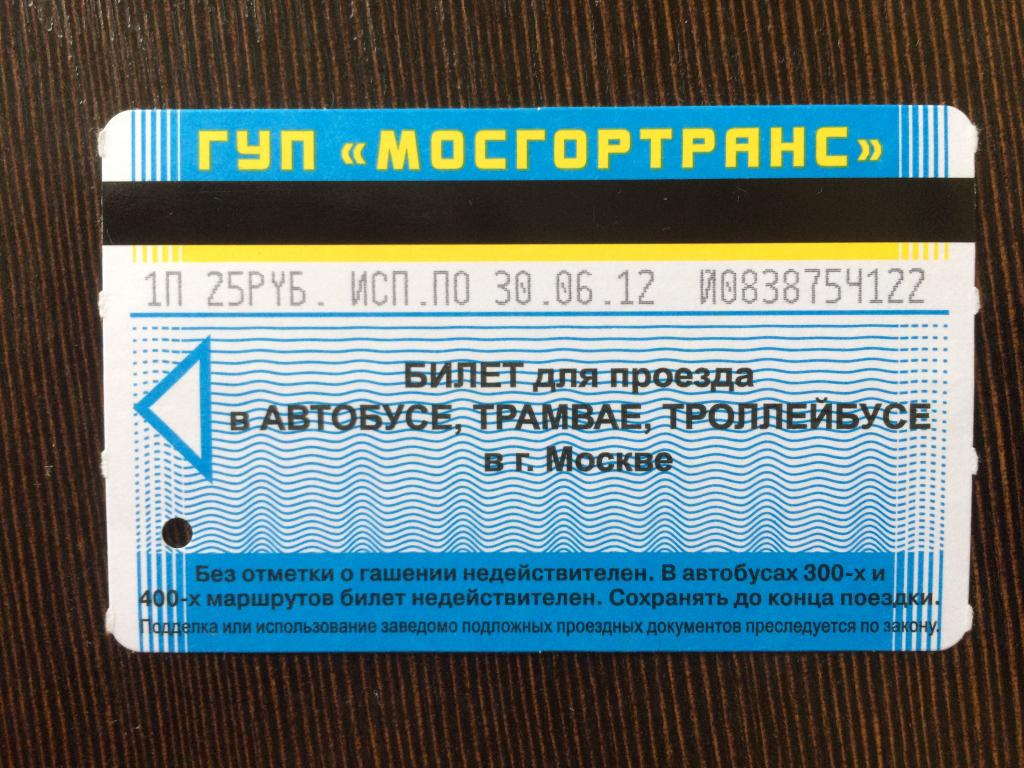 ГУП «МОСГОРТРАНС»
1П 25РУБ. ИСП.ПО 30.06.12 И0838754122
БИЛЕТ для проезда
в АВТОБУСЕ, ТРАМВАЕ, ТРОЛЛЕЙБУСЕ
в г. Москве
Без отметки о гашении недействителен. В автобусах 300-х и
400-х маршрутов билет недействителен. Сохранять до конца поездки.
Подделка или использование заведомо подложных проездных документов преследуется по закону.